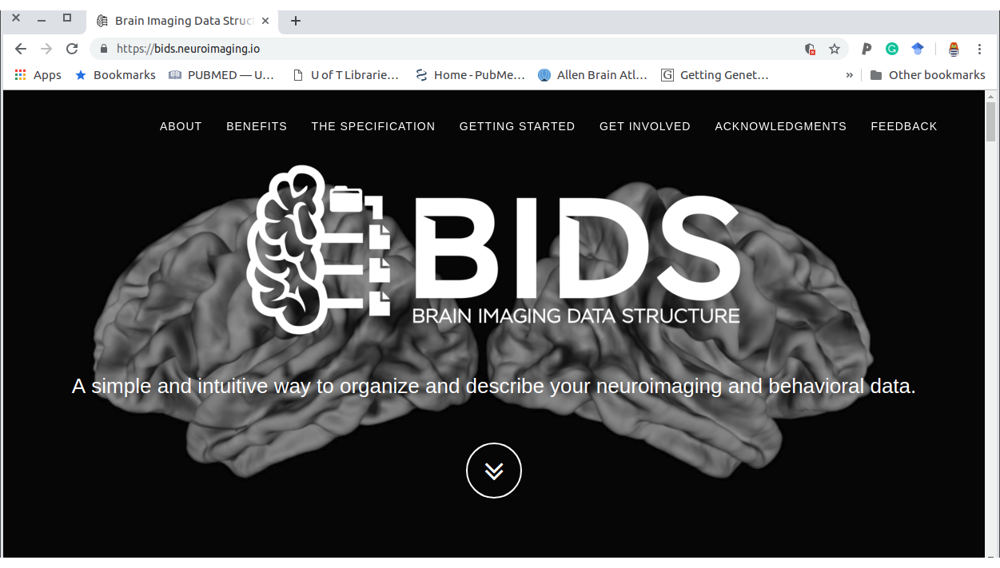 Brain Imaging Data Struc
https://bids.neuroimaging.io
Apps Bookmarks PUBMED — U... U of T Librarie... Home - PubMe... Allen Brain Atl... G Getting Genet... » Other bookmarks
ABOUT BENEFITS THE SPECIFICATION GETTING STARTED GET INVOLVED ACKNOWLEDGMENTS FEEDBACK
BIDS
BRAIN IMAGING DATA STRUCTURE
A simple and intuitive way to organize and describe your neuroimaging and behavioral data.